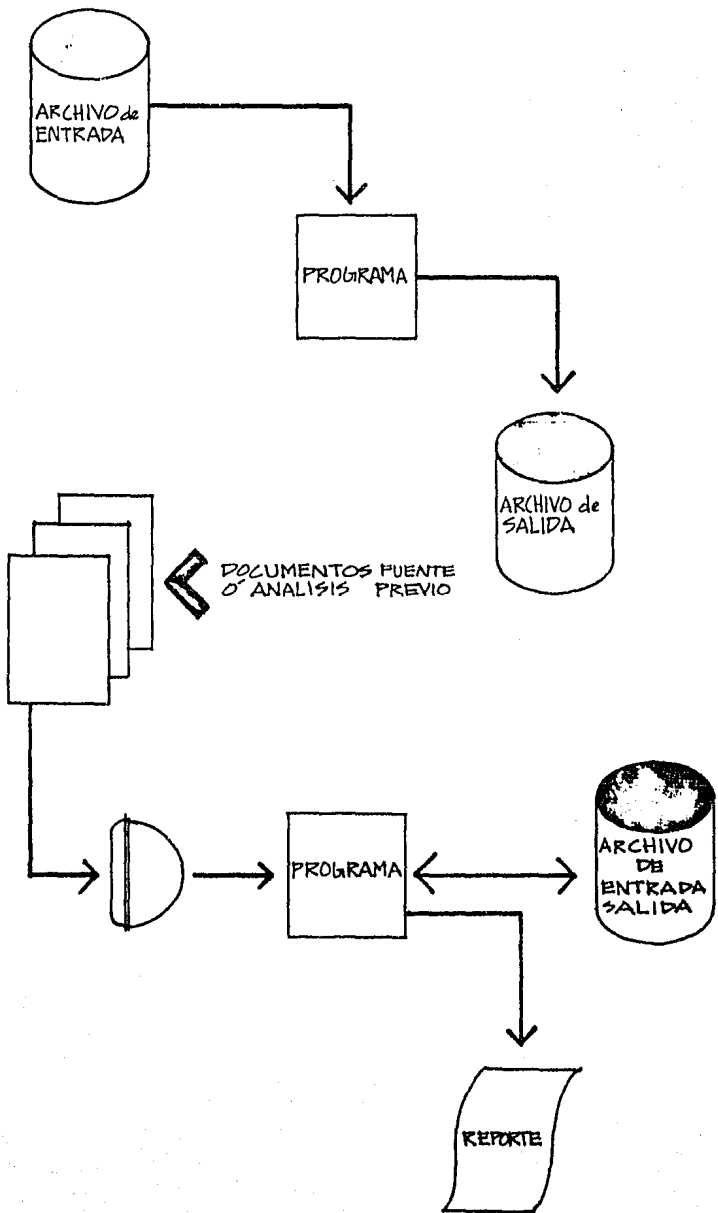 ARCHIVO de
ENTRADA
PROGRAMA
ARCHIVO de
SALIDA
DOCUMENTOS FUENTE
Ó ANALISIS PREVIO
PROGRAMA
ARCHIVO
DE
ENTRADA
SALIDA
REPORTE